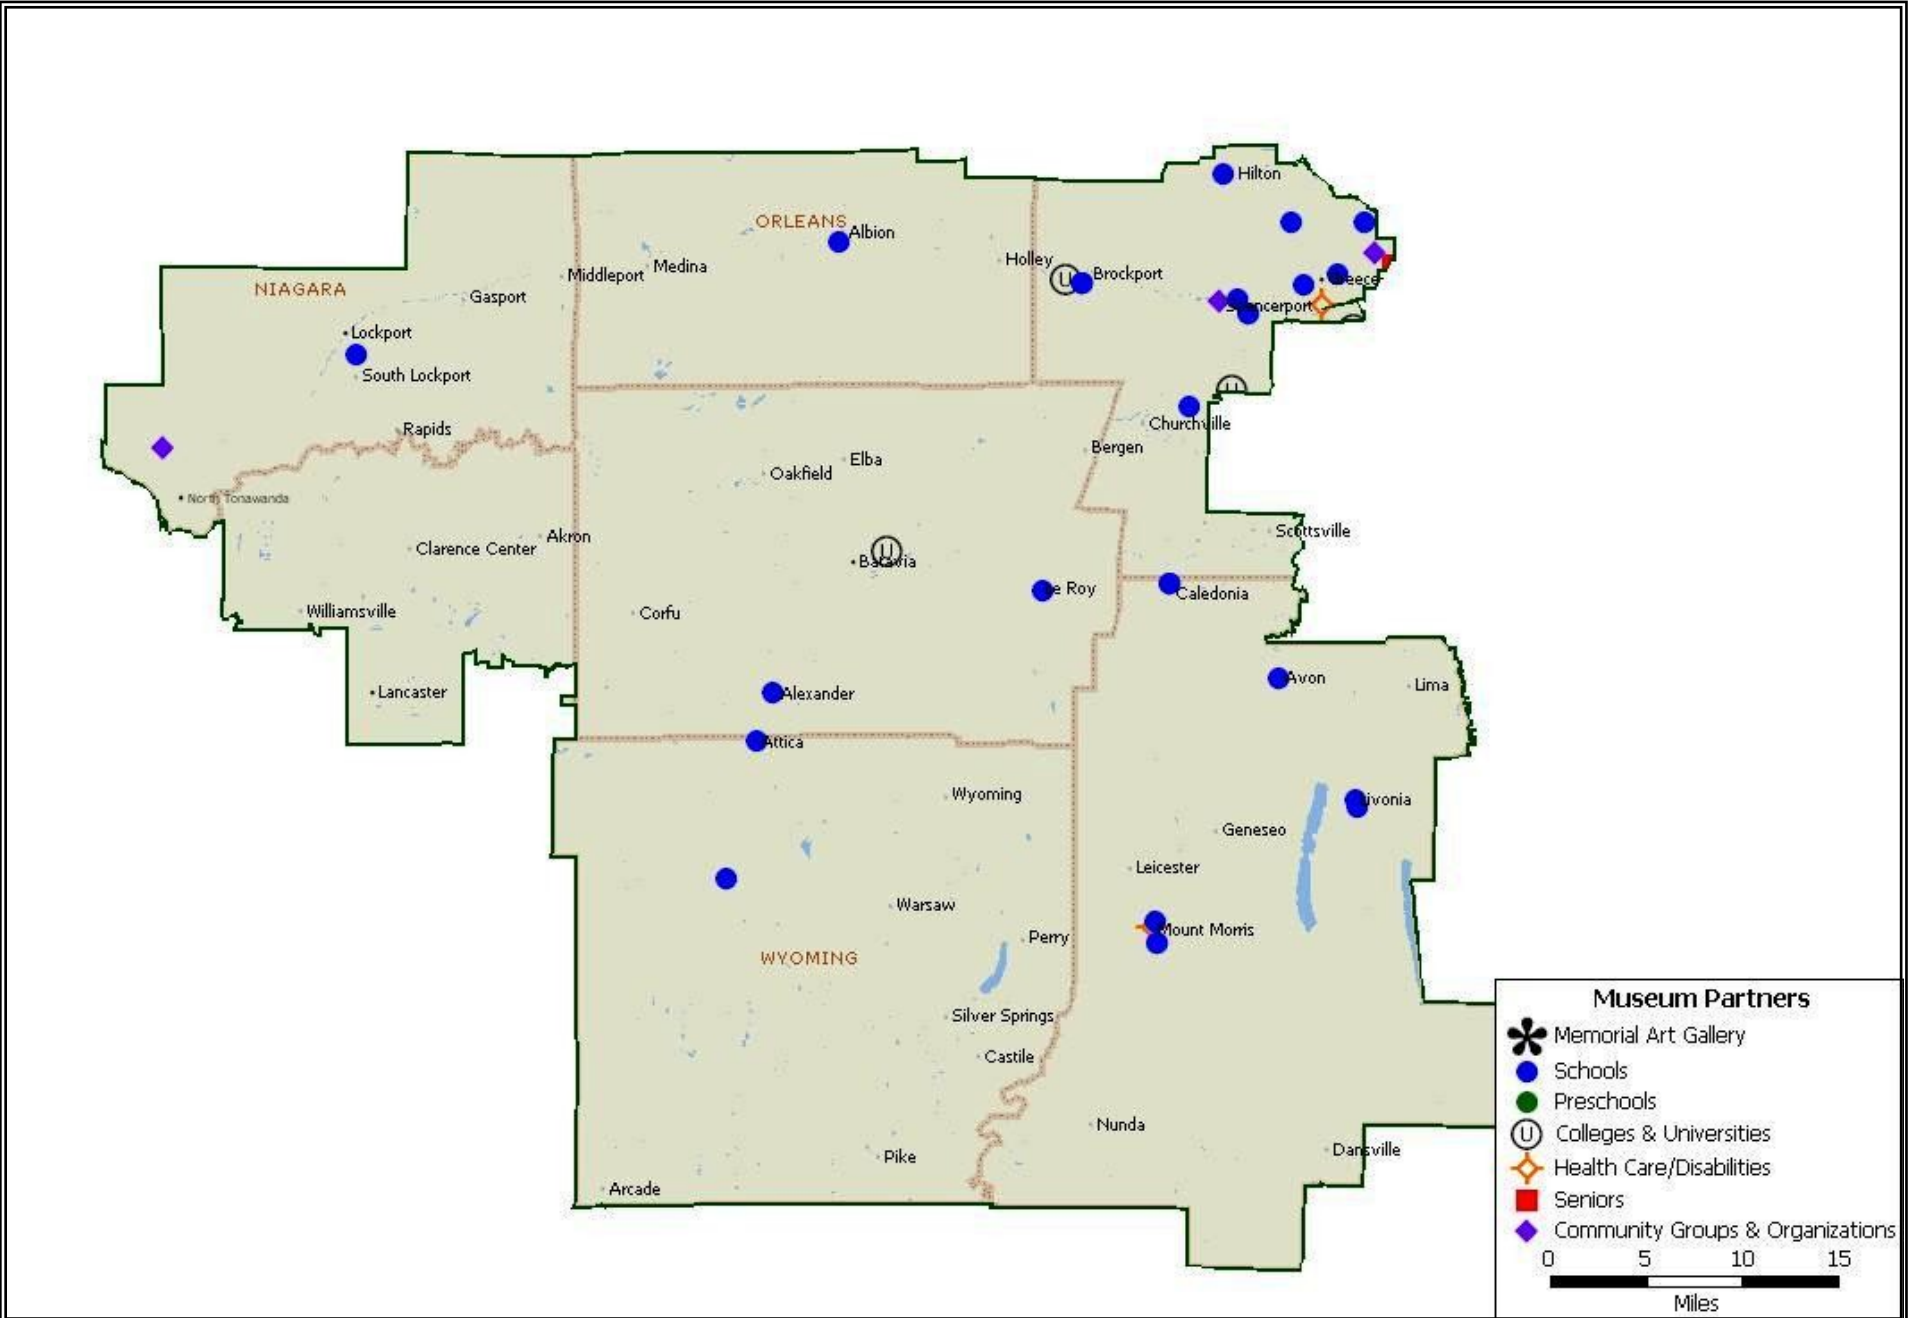 Hilton
ORLEANS
Albion
Holley
Brockport
Medina
Middleport
NIAGARA
Gasport
U
Lockport
South Lockport
U
Churchville
Rapids
Bergen
Elba
Oakfield
North Tonawanda
Scottsville
Akron
Clarence Center
U
Batavia
Caledonia
Williamsville
Corfu
Avon
Lima
Lancaster
Alexander
Attica
Wyoming
Geneseo
Leicester
Warsaw
Mount Morris
Perry
WYOMING
Silver Springs
Castile
Nunda
Dansville
Pike
Arcade
Museum Partners
Memorial Art Gallery
Schools
Preschools
U Colleges & Universities
Health Care/Disabilities
Seniors
Community Groups & Organizations
0 5 10 15
Miles